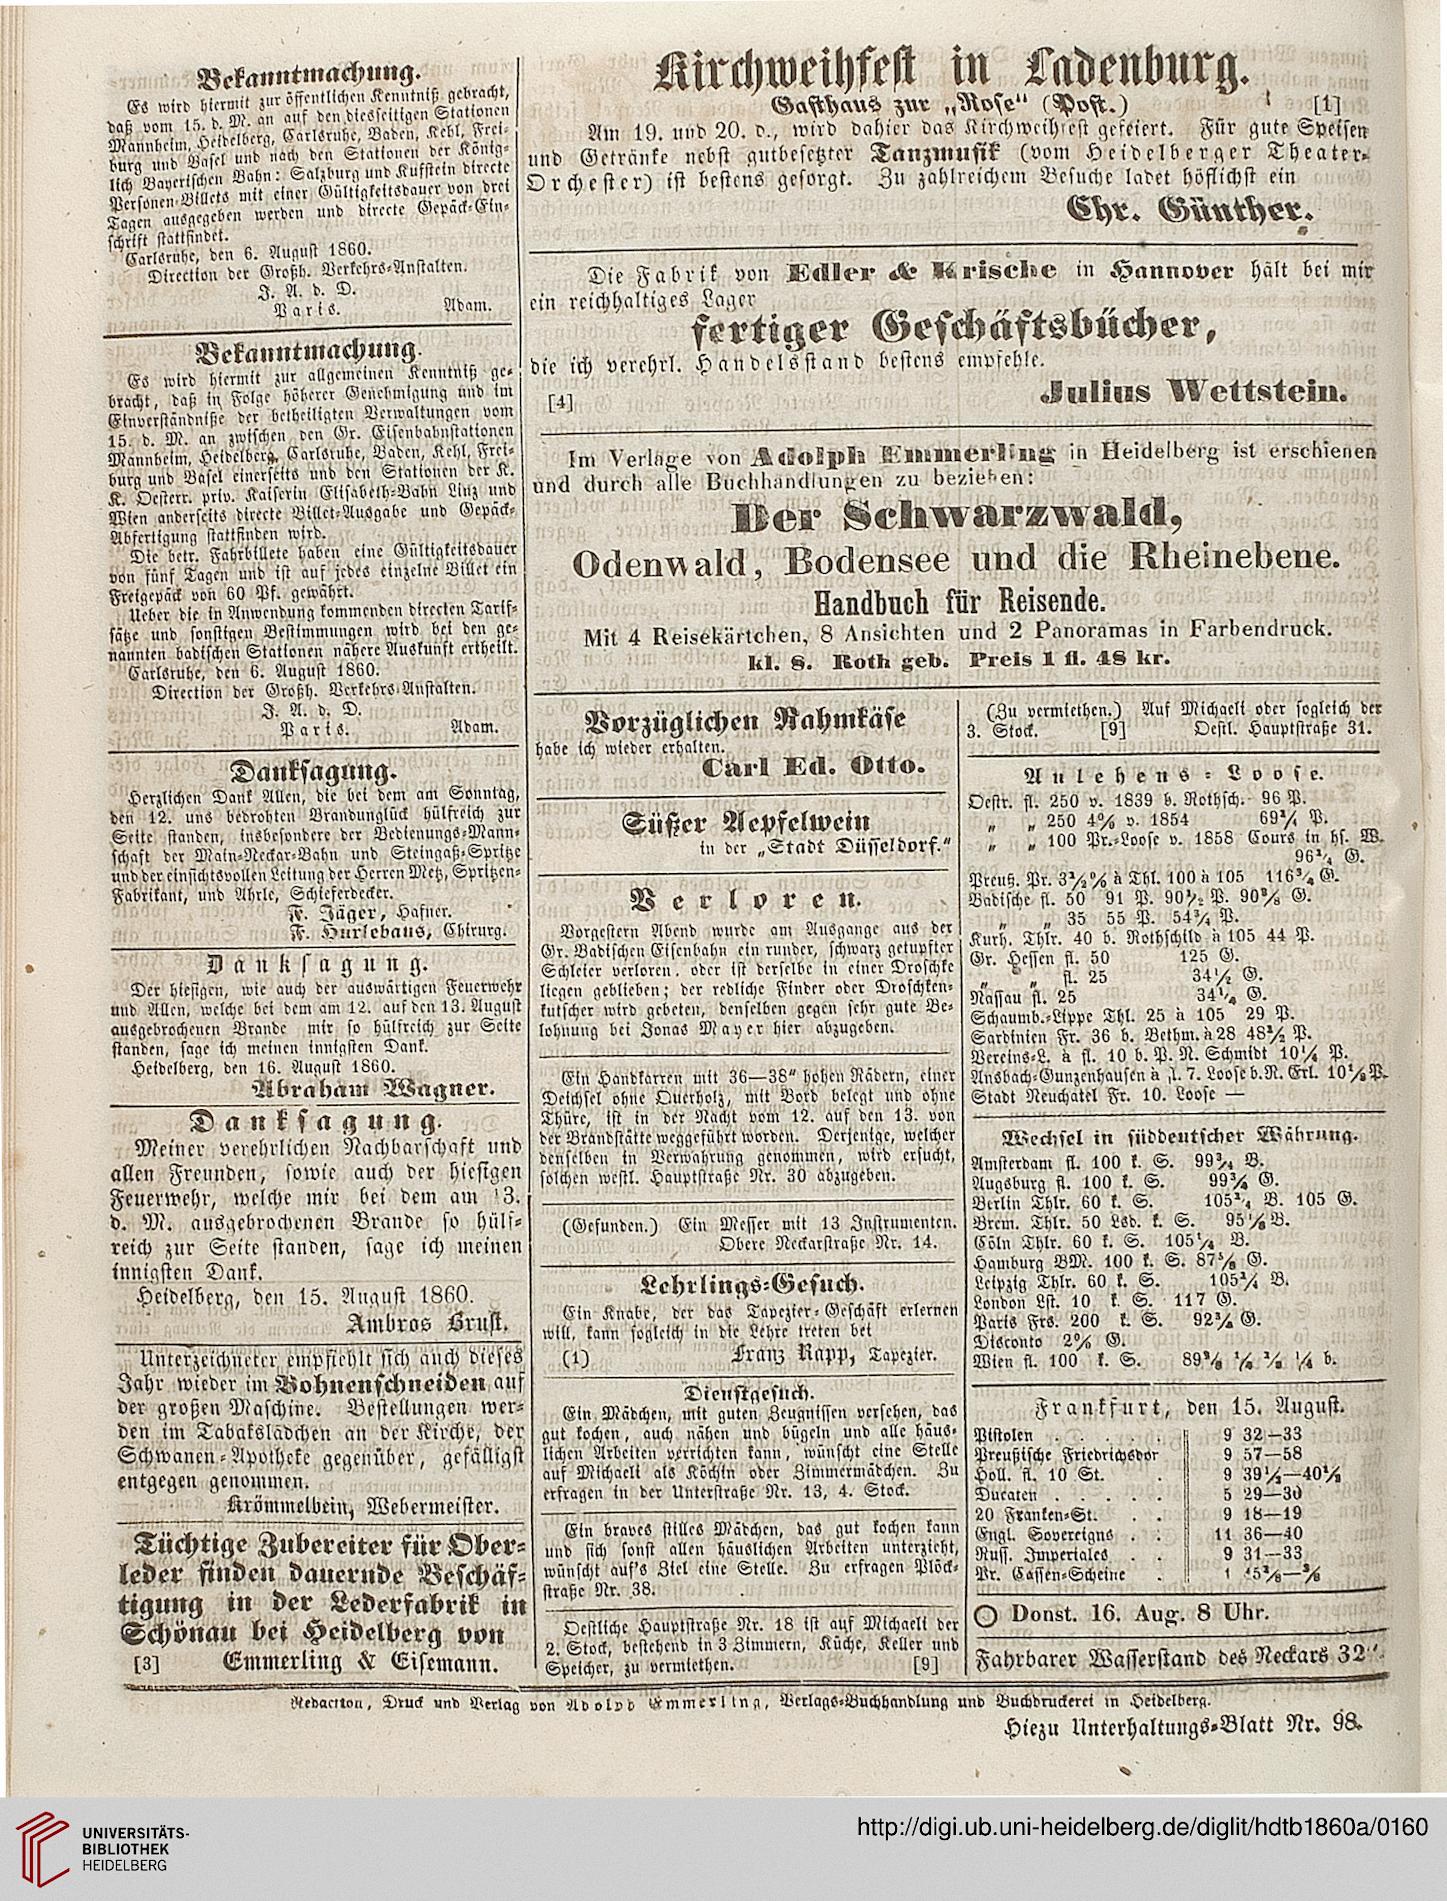 Bekanntmachung.
Es wird hiermit zur öffentlichen Kenntniß gebracht,
daß vom 15. d. M. an auf den diesseitigen Stationen
Mannheim, Heidelberg, Carlsruhe, Baden, Kehl, Frei-
burg und Basel und nach den Stationen der König-
lich Bayerischen Bahn: Salzburg und Kufstein directe
Personen-Billets mit einer Gültigkeitsdauer von drei
Tagen ausgegeben werden und directe Gepäck-Ein-
schrift stattfindet.
Carlsruhe, den 6. August 1860.
Direction der Großh. Verkehrs-Anstalten.
J. A. d. D.
Paris. Adam.
Bekanntmachung.
Es wird hiermit zur allgemeinen Kenntniß ge-
bracht, daß in Folge höherer Genehmigung und im
Einverständniße der betheiligten Verwaltungen vom
15. d. M. an zwischen den Gr. Eisenbahnstationen
Mannheim, Heidelberg, Carlsruhe, Baden, Kehl, Frei-
burg und Basel einerseits und den Stationen der K.
K. Oesterr. priv. Kaiserin Elisabeth-Bahn Linz und
Wien anderseits directe Billet-Ausgabe und Gepäck-
Abfertigung stattfinden wird.
Die betr. Fahrbillete haben eine Gültigkeitsdauer
von fünf Tagen und ist auf jedes einzelne Billet ein
Freigepäck von 60 Pf. gewährt.
Ueber die in Anwendung kommenden directen Tarif-
sätze und sonstigen Bestimmungen wird bei den ge-
nannten badischen Stationen nähere Auskunft ertheilt.
Carlsruhe, den 6. August 1860.
Direction der Großh. Verkehrs-Anstalten.
J. A. d. D.
Paris. Adam.
Danksagung.
Herzlichen Dank Allen, die bei dem am Sonntag,
den 12. uns bedrohten Brandunglück hülfreich zur
Seite standen, insbesondere der Bedienungs-Mann-
schaft der Main-Neckar-Bahn und Steingaß-Spritze
und der einsichtsvollen Leitung der Herren Metz, Spritzen-
Fabrikant, und Ahrle, Schieferdecker.
F. Jäger, Hafner.
F. Hurlebaus, Chirurg.
Danksagung.
Der hiesigen, wie auch der auswärtigen Feuerwehr
und Allen, welche bei dem am 12. auf den 13. August
ausgebrochenen Brande mir so hülfreich zur Seite
standen, sage ich meinen innigsten Dank.
Heidelberg, den 16. August 1860.
Abraham Wagner.
Danksagung.
Meiner verehrlichen Nachbarschaft und
allen Freunden, sowie auch der hiesigen
Feuerwehr, welche mir bei dem am 13.
d. M. ausgebrochenen Brande so hülf-
reich zur Seite standen, sage ich meinen
innigsten Dank.
Heidelberg, den 15. August 1860.
Ambros Brust.
Unterzeichneter empfiehlt sich auch dieses
Jahr wieder im Bohnenschneiden auf
der großen Maschine. Bestellungen wer-
den im Tabakslädchen an der Kirche, der
Schwanen-Apotheke gegenüber, gefälligst
entgegen genommen.
Krömmelbein, Webermeister.
Tüchtige Zubereiter für Ober-
leder finden dauernde Beschäf-
tigung in der Lederfabrik in
Schönau bei Heidelberg von
[3] Emmerling & Eisemann.
Kirchweihfest in Ladenburg.
Gasthaus zur „Rose“ (Post.) [1]
Am 19. und 20. d., wird dahier das Kirchweihfest gefeiert. Für gute Speisen
und Getränke nebst gutbesetzter Tanzmusik (vom Heidelberger Theater-
Orchester) ist bestens gesorgt. Zu zahlreichem Besuche ladet höflichst ein
Chr. Günther.
Die Fabrik von Edler & Krische in Hannover hält bei mir
ein reichhaltiges Lager
fertiger Geschäftsbücher,
die ich verehrl. Handelsstand bestens empfehle.
[4] Julius Wettstein.
Im Verlage von Adolph Emmerling in Heidelberg ist erschienen
und durch alle Buchhandlungen zu beziehen:
Der Schwarzwald,
Odenwald, Bodensee und die Rheinebene.
Handbuch für Reisende.
Mit 4 Reisekärtchen, 8 Ansichten und 2 Panoramas in Farbendruck.
kl. 8. Roth geb. Preis 1 fl. 48 kr.
Vorzüglichen Rahmkäse
habe ich wieder erhalten.
Carl Ed. Otto.
Süßer Aepfelwein
in der „Stadt Düsseldorf.“
Verloren.
Vorgestern Abend wurde am Ausgange aus der
Gr. Badischen Eisenbahn ein runder, schwarz getupfter
Schleier verloren, oder ist derselbe in einer Droschke
liegen geblieben; der redliche Finder oder Droschken-
kutscher wird gebeten, denselben gegen sehr gute Be-
lohnung bei Jonas Mayer hier abzugeben.
Ein Handkarren mit 36—38" hohen Rädern, einer
Deichsel ohne Querholz, mit Bord belegt und ohne
Thüre, ist in der Nacht vom 12. auf den 13. von
der Brandstätte weggeführt worden. Derjenige, welcher
denselben in Verwahrung genommen, wird ersucht,
solchen westl. Hauptstraße Nr. 30 abzugeben.
(Gefunden.) Ein Messer mit 13 Instrumenten.
Obere Neckarstraße Nr. 14.
Lehrlings-Gesuch.
Ein Knabe, der das Tapezier-Geschäft erlernen
will, kann sogleich in die Lehre treten bei
(1) Franz Rapp, Tapezier.
Dienstgesuch.
Ein Mädchen, mit guten Zeugnissen versehen, das
gut kochen, auch nähen und bügeln und alle häus-
lichen Arbeiten verrichten kann, wünscht eine Stelle
auf Michaeli als Köchin oder Zimmermädchen. Zu
erfragen in der Unterstraße Nr. 13, 4. Stock.
Ein braves stilles Mädchen, das gut kochen kann
und sich sonst allen häuslichen Arbeiten unterzieht,
wünscht auf's Ziel eine Stelle. Zu erfragen Plöck-
straße Nr. 38.
Oestliche Hauptstraße Nr. 18 ist auf Michaeli der
2. Stock, bestehend in 3 Zimmern, Küche, Keller und
Speicher, zu vermiethen. [9]
(Zu vermiethen.) Auf Michaeli oder sogleich der
3. Stock. [9] Oestl. Hauptstraße 31.
Anlehens-Loose.
Oestr. fl. 250 v. 1839 b. Rothsch. 96 P.
„ „ 250 4% v. 1854 69¾ P.
„ „ 100 Pr.-Loose v. 1858 Cours in hs. W.
G.
Preuß. Pr. 3½% à Thl. 100 à 105 116¾ G.
Badische fl. 50 91 P. 90½ P. 90⅜ G.
„ „ 35 55 P. 54¾ P.
Kurh. Thlr. 40 b. Rothschild à 105 44 P.
Gr. Hessen fl. 50 125 G.
„ „ fl. 25 34½ G.
Nassau fl. 25 34¼ G.
Schaumb.-Lippe Thl. 25 à 105 29 P.
Sardinien Fr. 36 b. Bethm. à 28 48½ P.
Vereins-L. à fl. 10 b. P. N. Schmidt 10¼ P.
Ansbach-Gunzenhausen à fl. 7. Loose b. N. Erl. 10⅛ P.
Stadt Neuchatel Fr. 10. Loose —
Wechsel in süddeutscher Währung.
Amsterdam fl. 100 k. S. 99¾ B.
Augsburg fl. 100 k. S. 99⅞ G.
Berlin Thlr. 60 k. S. 105¼ B. 105 G.
Brem. Thlr. 50 Lsd. k. S. 95⅛ B.
Cöln Thlr. 60 k. S. 105¼ B.
Hamburg BM. 100 k. S. 87⅝ G.
Leipzig Thlr. 60 k. S. 105¼ B.
London Lst. 10 k. S. 117 G.
Paris Frs. 200 k. S. 92¾ G.
Disconto 2% G.
Wien fl. 100 k. S. b.
Frankfurt, den 15. August.
Pistolen . . . . . 9 32—33
Preußische Friedrichsdor 9 57—58
Holl. fl. 10 St. . 9 39½—40½
Ducaten . . . . . 5 29—30
20 Franken-St. . . 9 18—19
Engl. Sovereigns . . 11 36—40
Russ. Imperiales . . 9 31—33
Pr. Cassen-Scheine . 1
Donst. 16. Aug. 8 Uhr.
Fahrbarer Wasserstand des Neckars 32".
Redaction, Druck und Verlag von Adolph Emmerling, Verlags-Buchhandlung und Buchdruckerei in Heidelberg.
Hiezu Unterhaltungs-Blatt Nr. 98.
UNIVERSITÄTS-
BIBLIOTHEK
HEIDELBERG
http://digi.ub.uni-heidelberg.de/diglit/hdtb1860a/0160